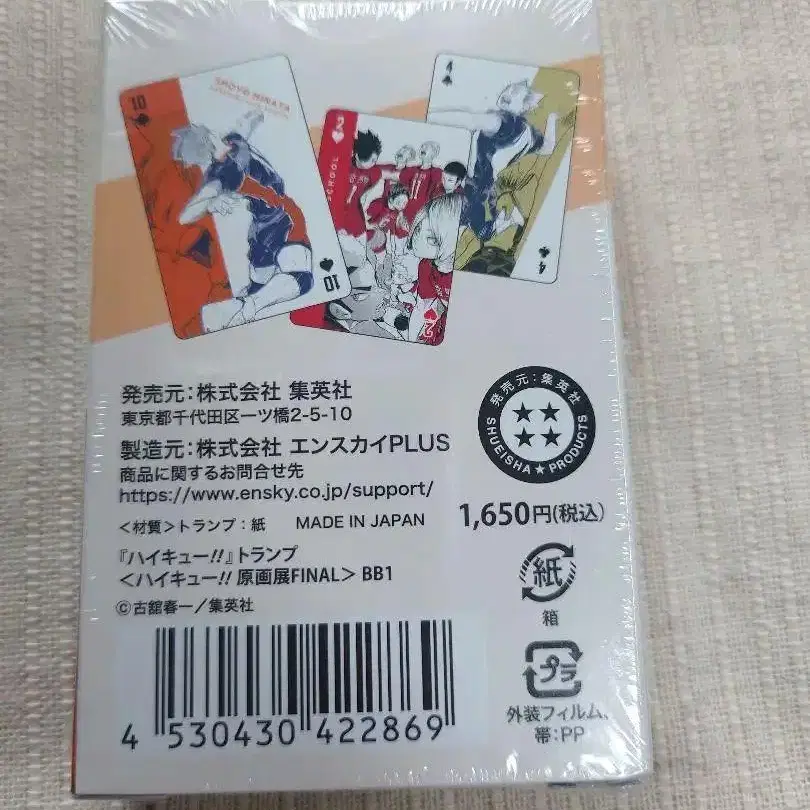 10
SHOYO HINATA
10
2
SCHOOL
2
4
4
発売元:株式会社 集英社
東京都千代田区一ツ橋2-5-10
製造元:株式会社 エンスカイPLUS
商品に関するお問合せ先
https://www.ensky.co.jp/support/
<材質>トランプ:紙 MADE IN JAPAN
『ハイキュー!!』トランプ
<ハイキュー!! 原画展FINAL> BB1
©古舘春一/集英社
発売元:集英社
SHUEISHA★PRODUCTS
1,650円(税込)
紙
箱
プラ
外装フィルム、
帯:PP
4 530430 422869